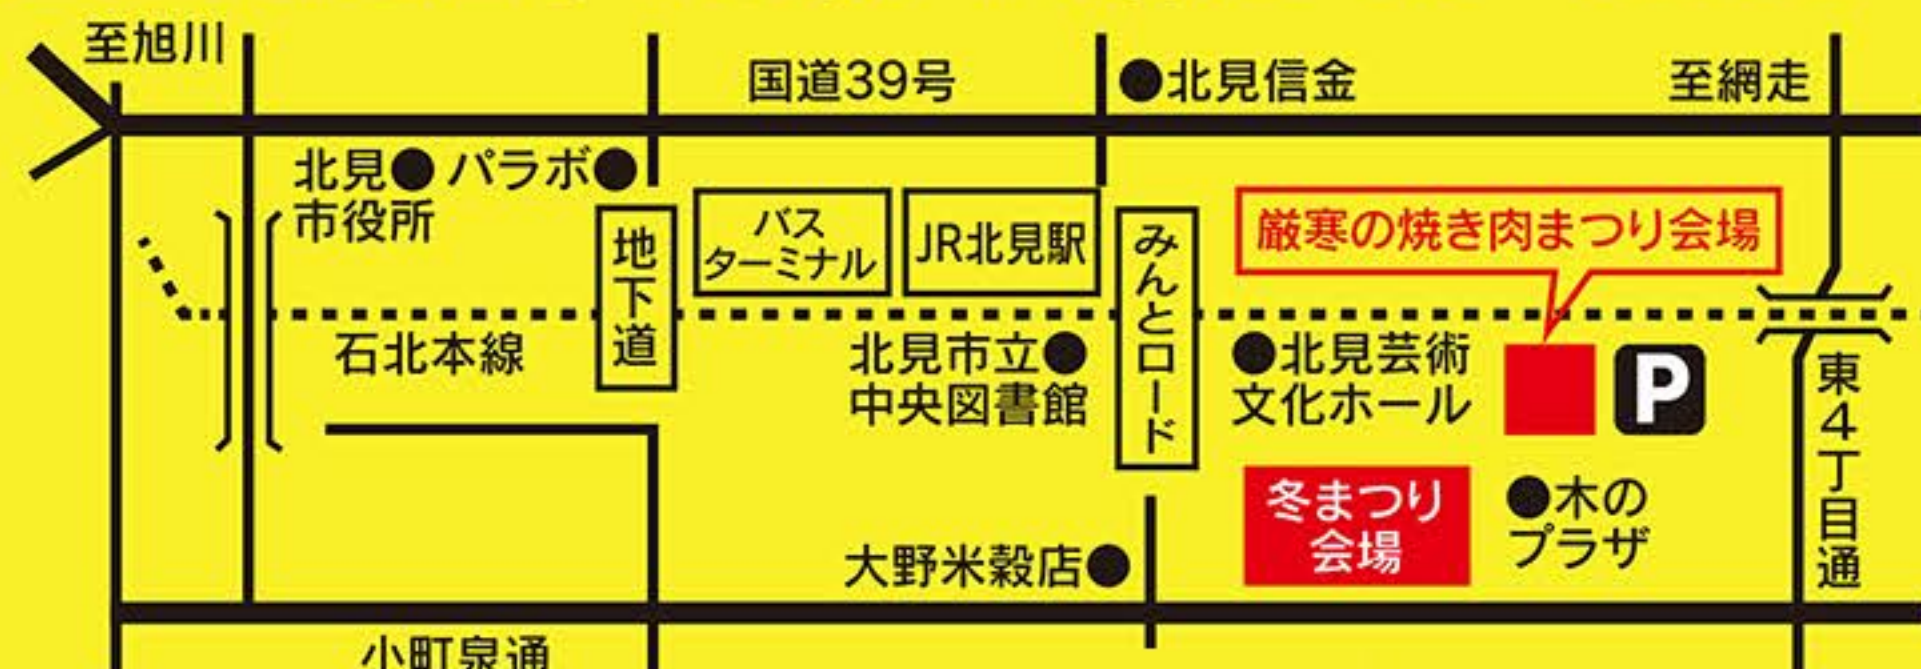 至旭川
国道39号
●北見信金
至網走
北見●
市役所
パラボ●
地下道
バス
ターミナル
JR北見駅
みんとロード
厳寒の焼き肉まつり会場
石北本線
北見市立●
中央図書館
●北見芸術
文化ホール
P
東4丁目通
冬まつり
会場
●木の
プラザ
大野米穀店●
小町泉通